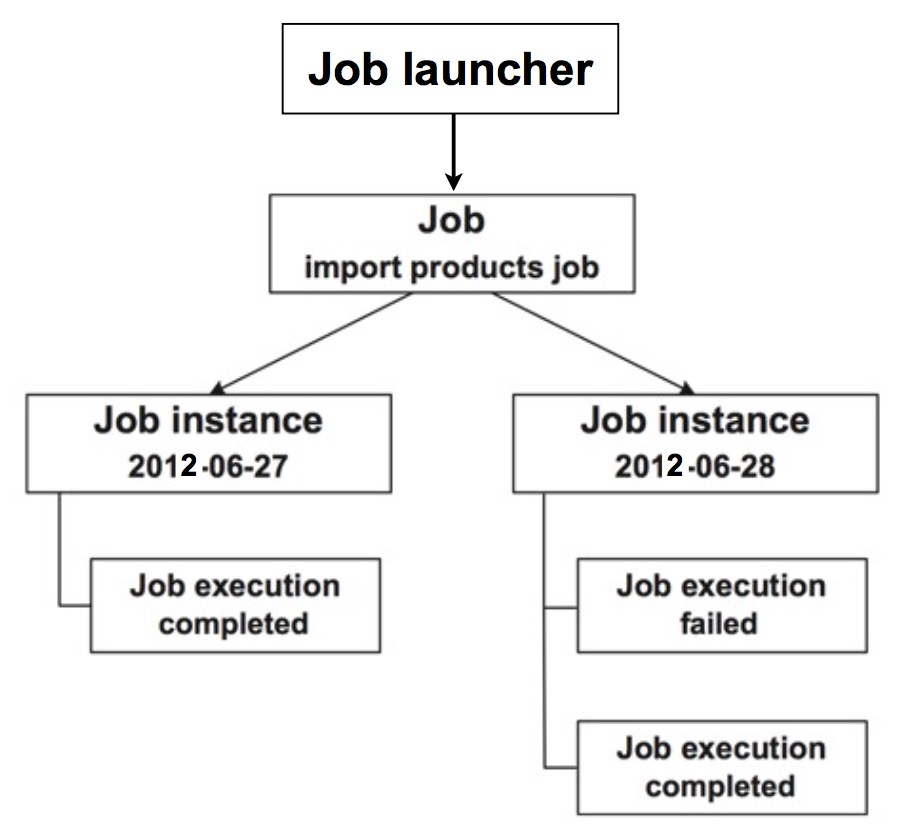 Job launcher
Job
import products job
Job instance
2012-06-27
Job instance
2012-06-28
Job execution
completed
Job execution
failed
Job execution
completed